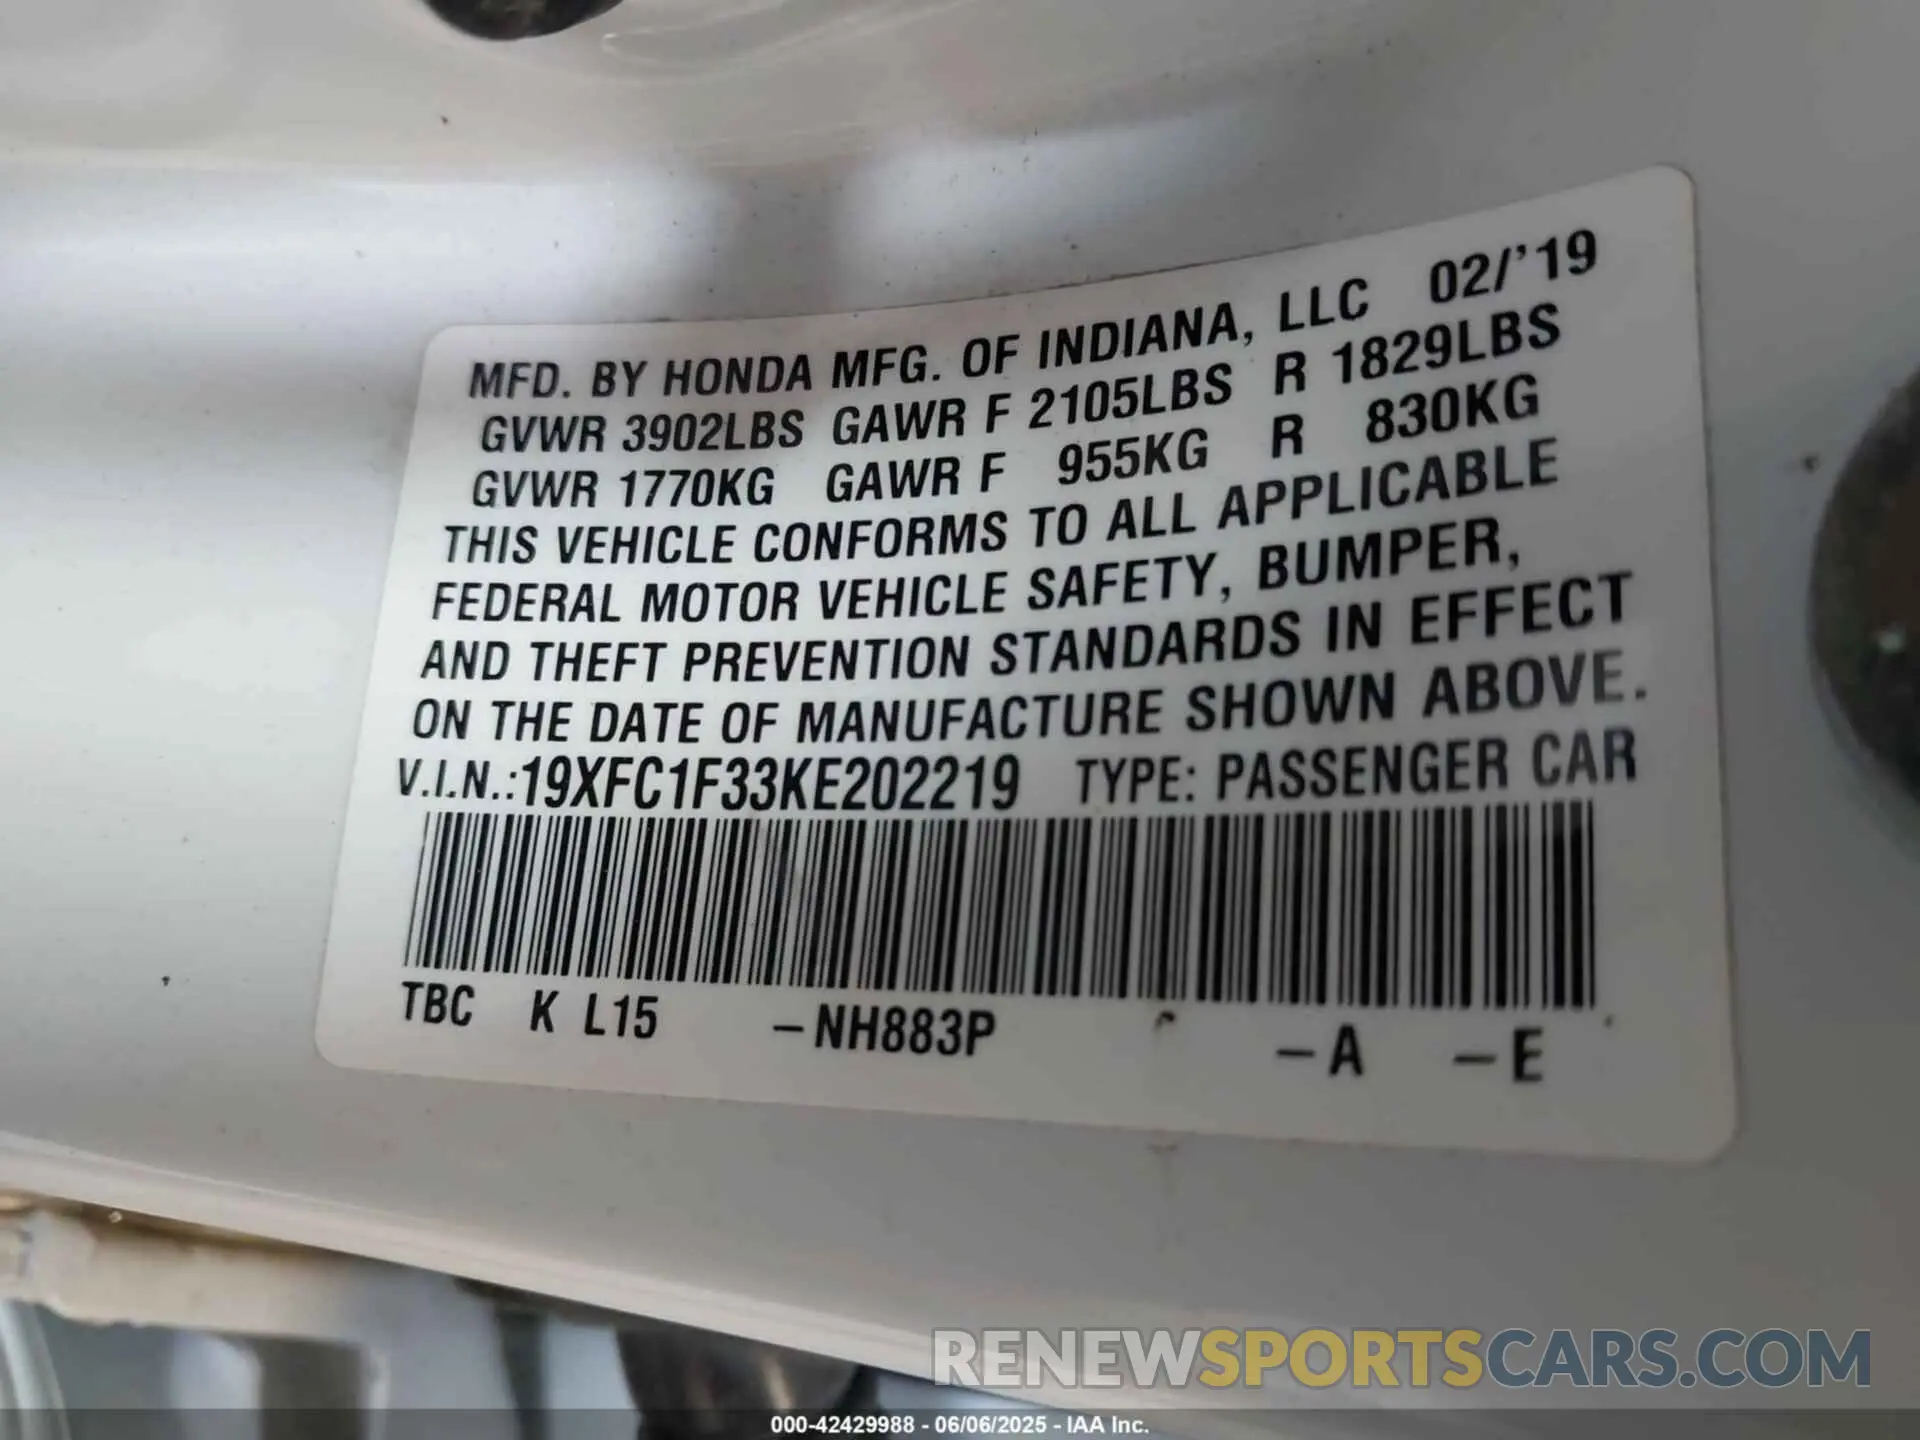 MFD. BY HONDA MFG. OF INDIANA, LLC 02/'19
GVWR 3902LBS GAWR F 2105LBS R 1829LBS
GVWR 1770KG GAWR F 955KG R 830KG
THIS VEHICLE CONFORMS TO ALL APPLICABLE
FEDERAL MOTOR VEHICLE SAFETY, BUMPER,
AND THEFT PREVENTION STANDARDS IN EFFECT
ON THE DATE OF MANUFACTURE SHOWN ABOVE.
V.I.N.:19XFC1F33KE202219 TYPE: PASSENGER CAR
TBC K L15 -NH883P -A -E
RENEWSPORTSCARS.COM
000-42429988 - 06/06/2025 - IAA Inc.